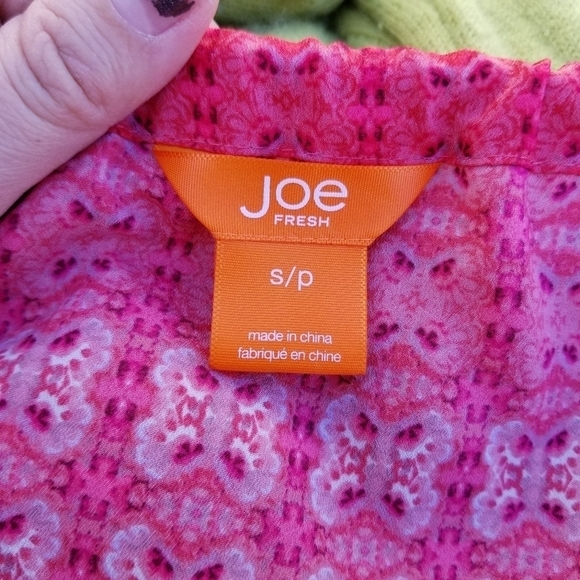 Joe
FRESH
s/p
made in china
fabriqué en chine